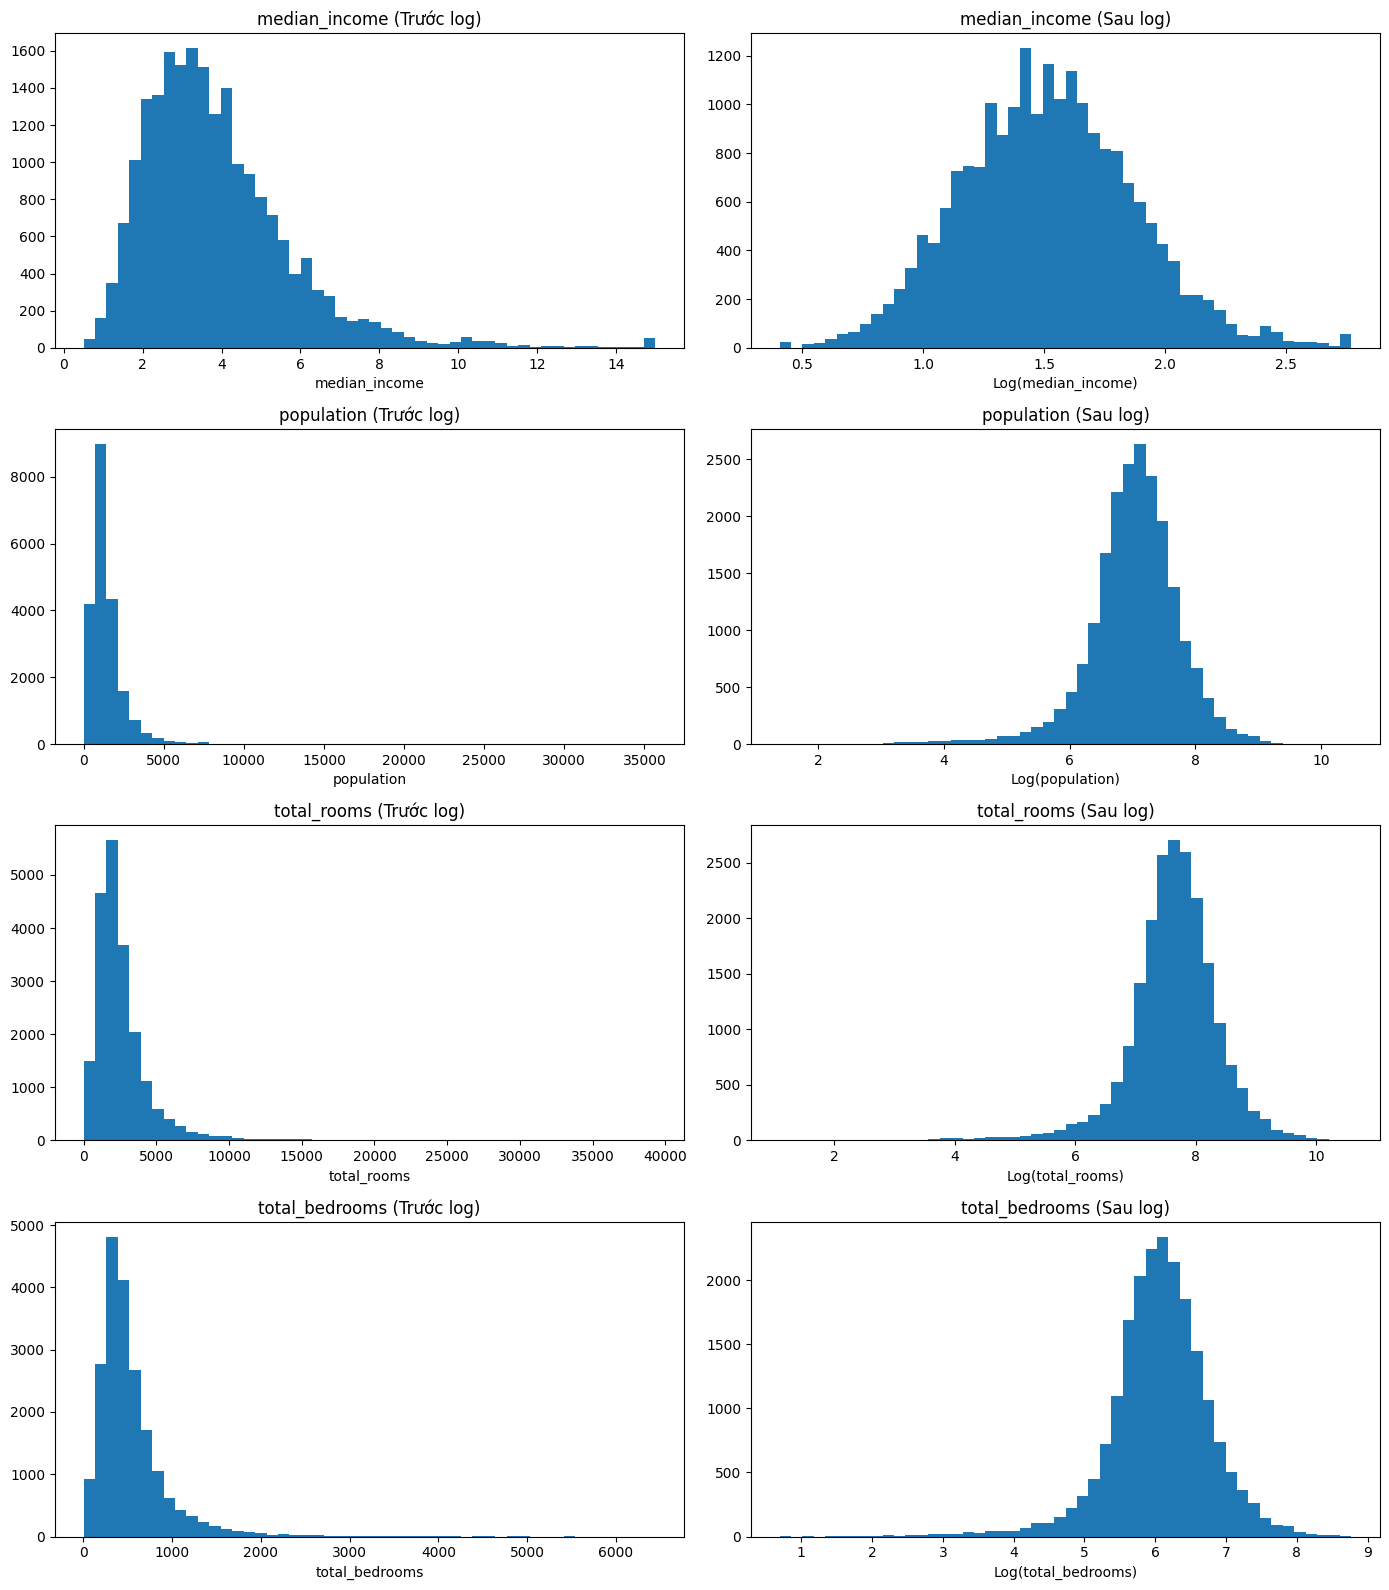 median_income (Trước log)
1600
1400
1200
1000
800
600
400
200
0
0 2 4 6 8 10 12 14
median_income
median_income (Sau log)
1200
1000
800
600
400
200
0
0.5 1.0 1.5 2.0 2.5
Log(median_income)
population (Trước log)
8000
6000
4000
2000
0
0 5000 10000 15000 20000 25000 30000 35000
population
population (Sau log)
2500
2000
1500
1000
500
0
2 4 6 8 10
Log(population)
total_rooms (Trước log)
5000
4000
3000
2000
1000
0
0 5000 10000 15000 20000 25000 30000 35000 40000
total_rooms
total_rooms (Sau log)
2500
2000
1500
1000
500
0
2 4 6 8 10
Log(total_rooms)
total_bedrooms (Trước log)
5000
4000
3000
2000
1000
0
0 1000 2000 3000 4000 5000 6000
total_bedrooms
total_bedrooms (Sau log)
2000
1500
1000
500
0
1 2 3 4 5 6 7 8 9
Log(total_bedrooms)